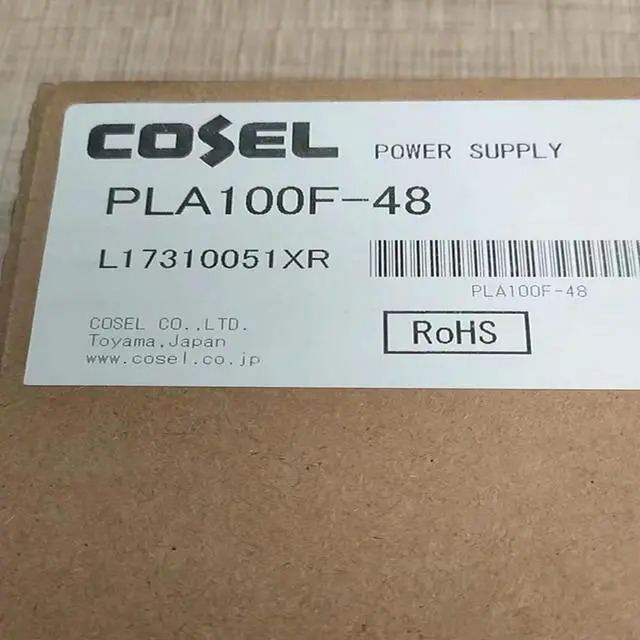 COSEL POWER SUPPLY
PLA100F-48
L17310051XR
PLA100F-48
COSEL CO.,LTD.
Toyama,Japan
www.cosel.co.jp
RoHS